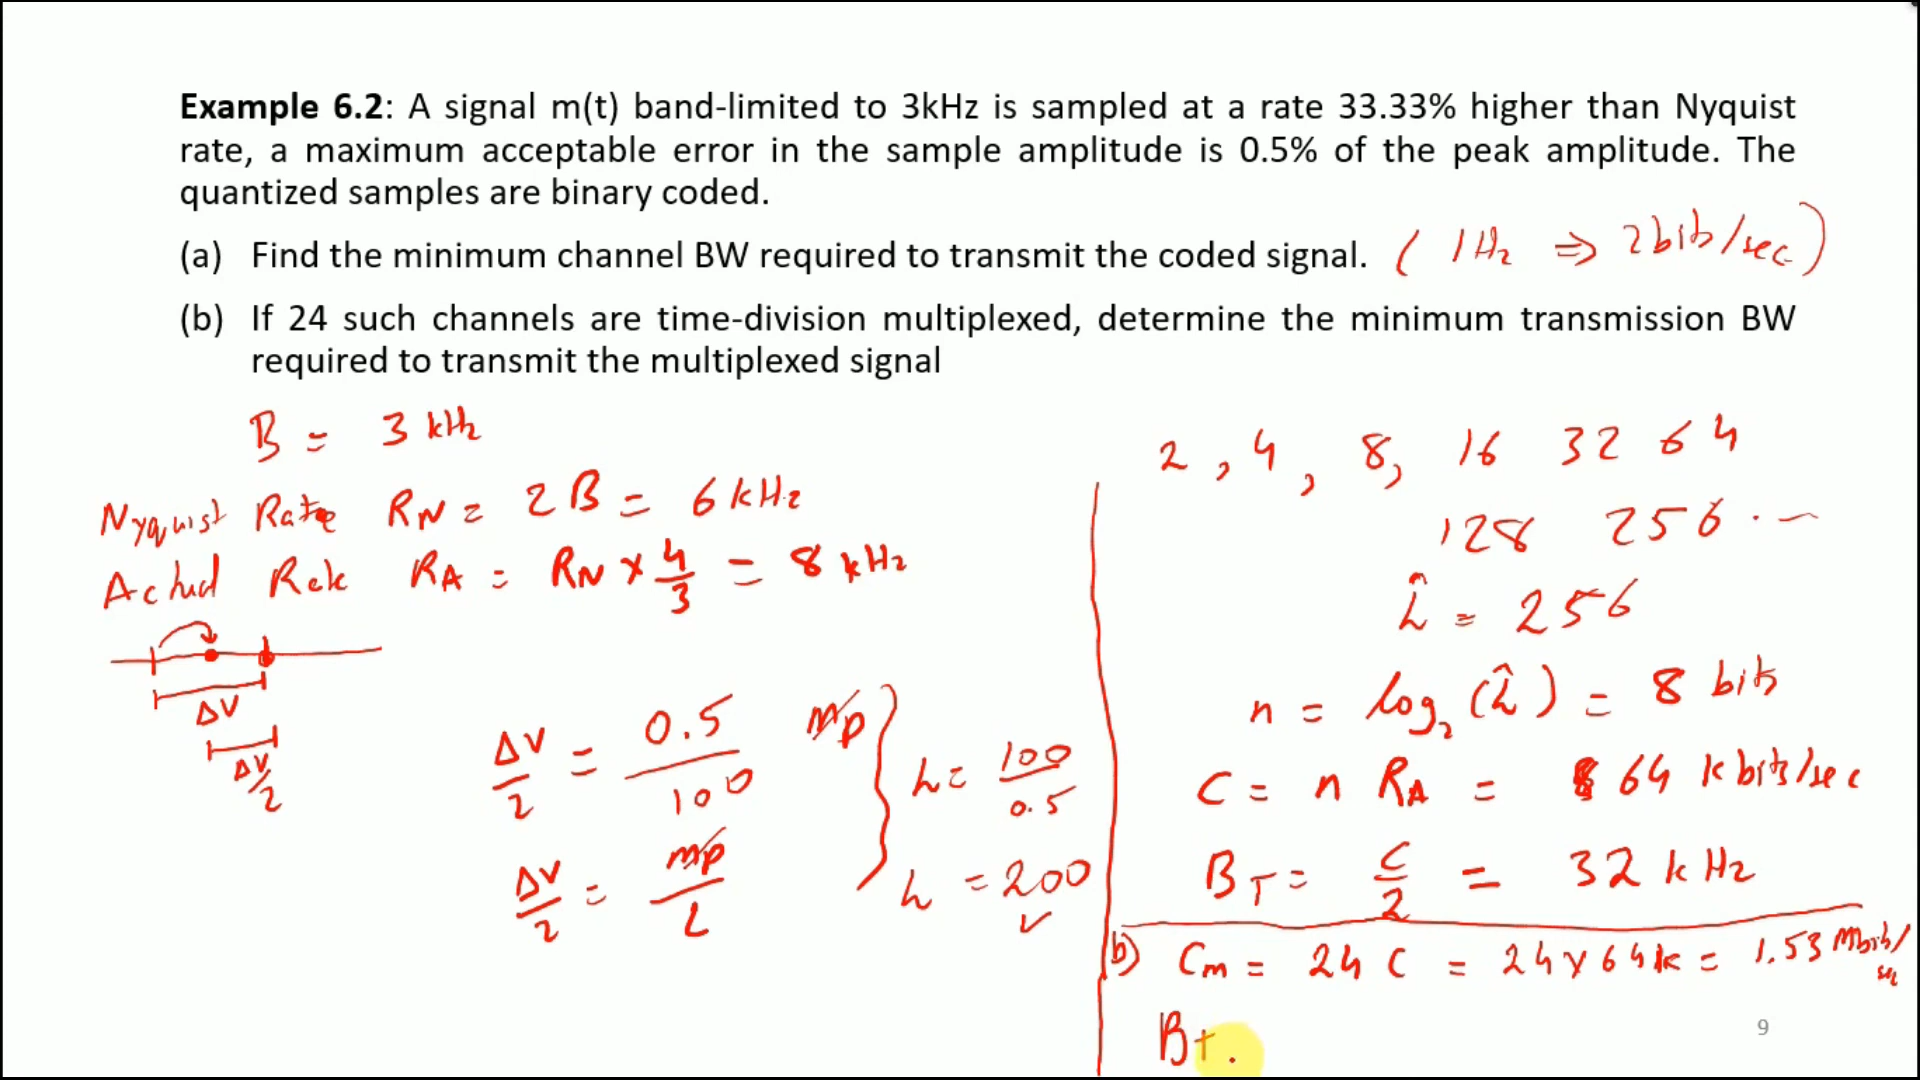 Example 6.2: A signal m(t) band-limited to 3kHz is sampled at a rate 33.33% higher than Nyquist
rate, a maximum acceptable error in the sample amplitude is 0.5% of the peak amplitude. The
quantized samples are binary coded.
(a) Find the minimum channel BW required to transmit the coded signal. ( 1Hz ⇒ 2bits/sec )
(b) If 24 such channels are time-division multiplexed, determine the minimum transmission BW
required to transmit the multiplexed signal
B = 3 kHz
Nyquist Rate RN = 2B = 6 kHz
Actual Rate RA = RN × 4/3 = 8 kHz
ΔV
ΔV/2
ΔV/2 = 0.5/100 mp
ΔV/2 = mp/L
L = 100/0.5
L = 200
2, 4, 8, 16 32 64
128 256 ...
L̂ = 256
n = log₂(L̂) = 8 bits
C = n RA = 64 kbits/sec
BT = C/2 = 32 kHz
b) Cm = 24 C = 24 × 64k = 1.53 Mbits/sec
BT
9